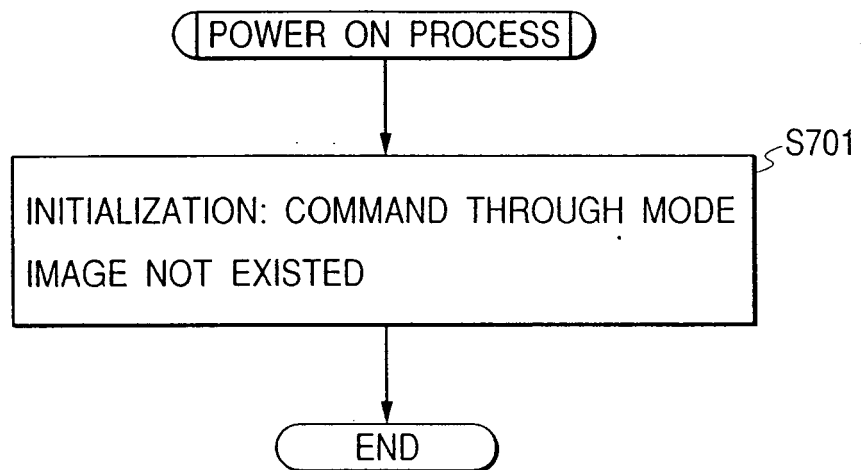 POWER ON PROCESS
S701
INITIALIZATION: COMMAND THROUGH MODE
IMAGE NOT EXISTED
END